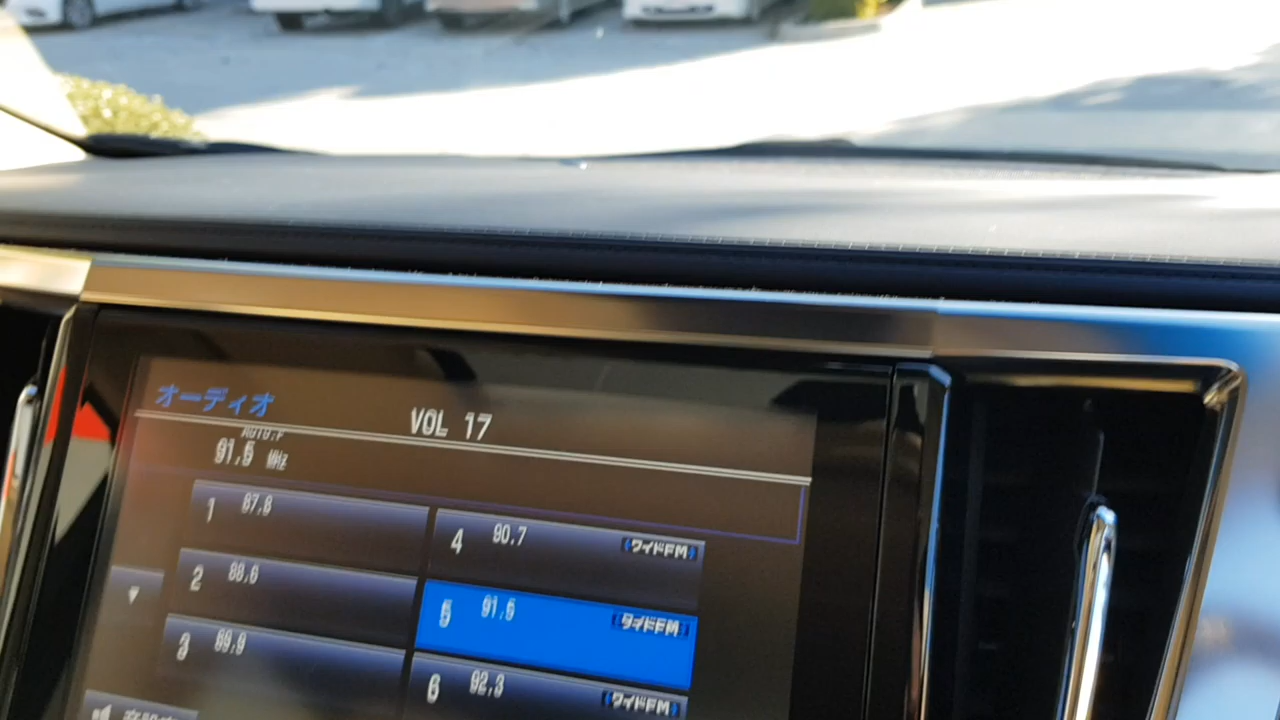 オーディオ
VOL 17
AUTO.P
91.5 MHz
1 87.8
2 88.6
3 89.9
4 90.7 ワイドFM
5 91.5 ワイドFM
6 92.3 ワイドFM